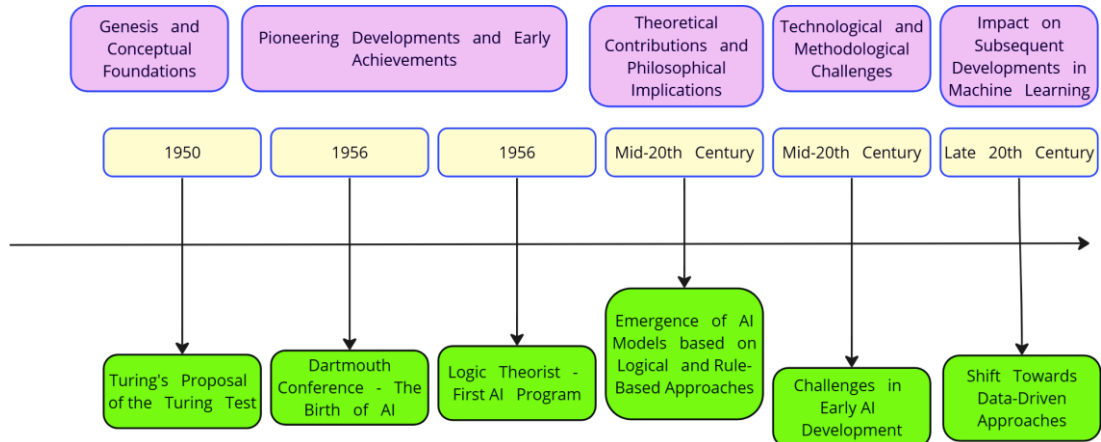 Genesis and
Conceptual
Foundations
Pioneering Developments and Early
Achievements
Theoretical
Contributions and
Philosophical
Implications
Technological and
Methodological
Challenges
Impact on
Subsequent
Developments in
Machine Learning
1950
1956
1956
Mid-20th Century
Mid-20th Century
Late 20th Century
Turing's Proposal
of the Turing Test
Dartmouth
Conference - The
Birth of AI
Logic Theorist -
First AI Program
Emergence of AI
Models based on
Logical and Rule-
Based Approaches
Challenges in
Early AI
Development
Shift Towards
Data-Driven
Approaches